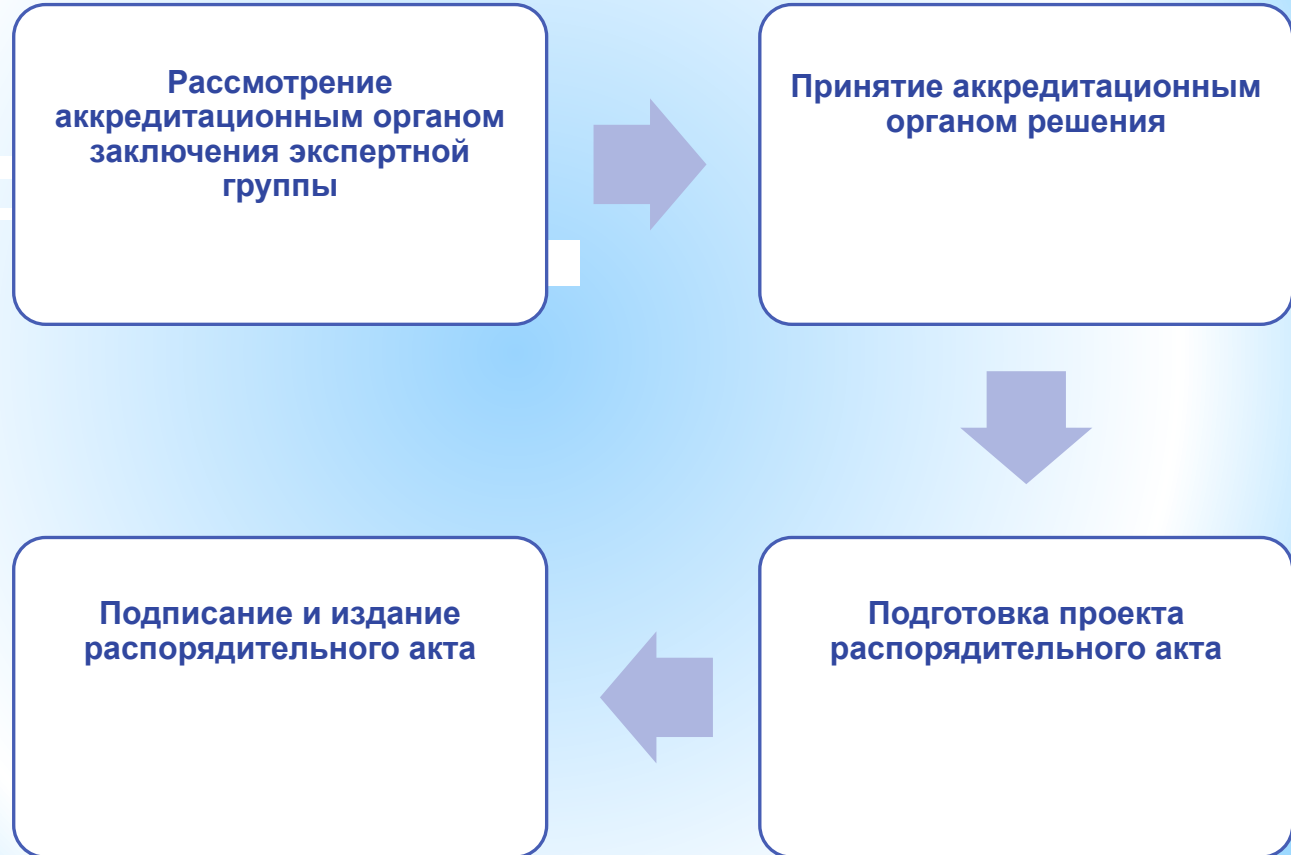 Рассмотрение
аккредитационным органом
заключения экспертной
группы
Принятие аккредитационным
органом решения
Подготовка проекта
распорядительного акта
Подписание и издание
распорядительного акта